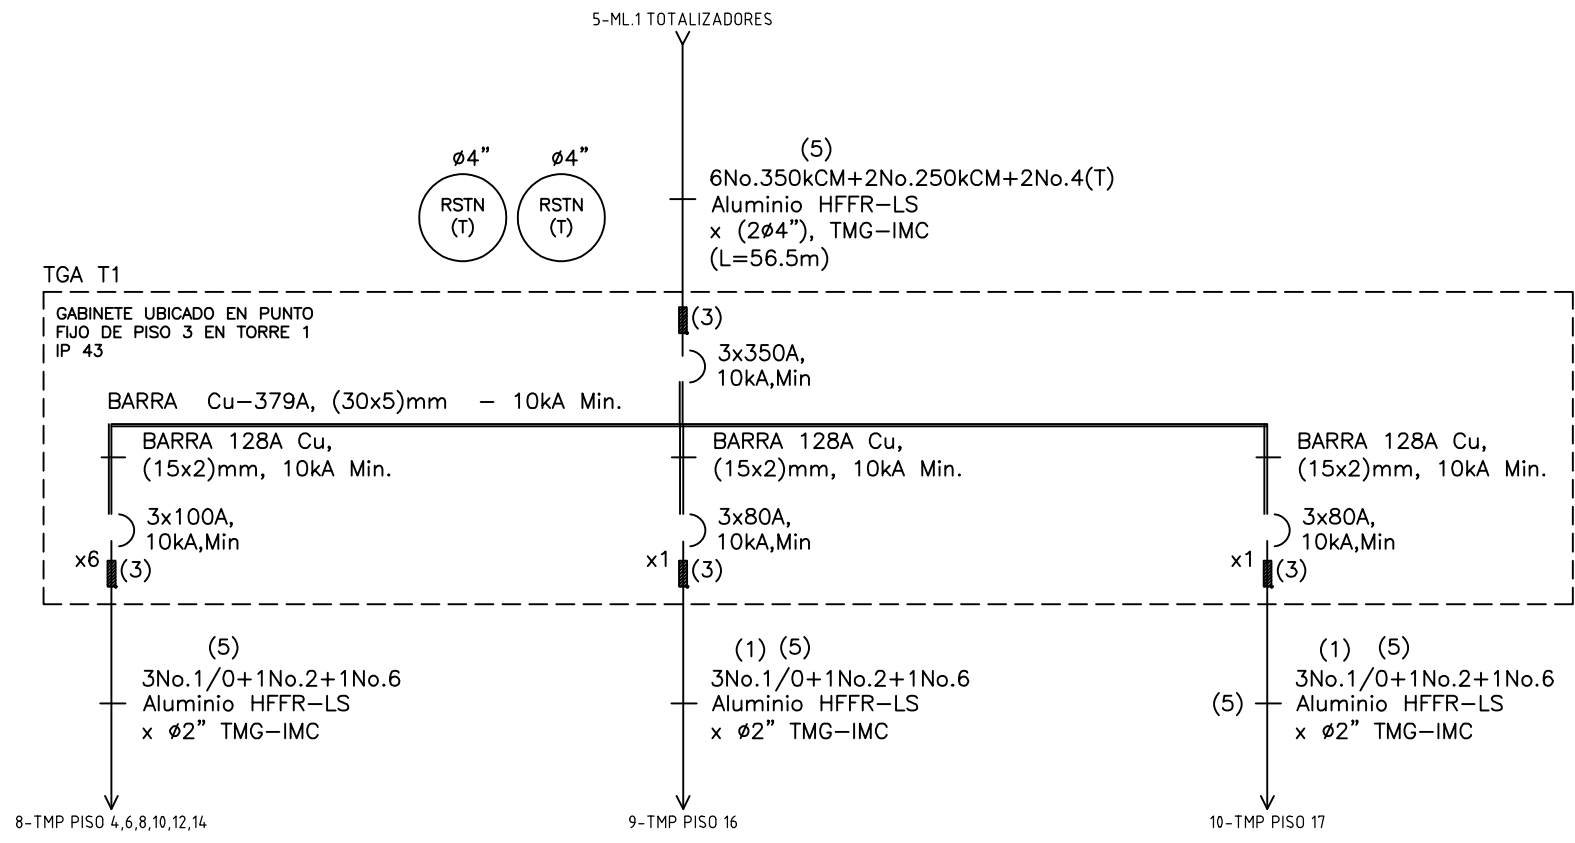 5-ML.1 TOTALIZADORES
ø4" ø4"
RSTN
(T)
RSTN
(T)
(5)
6No.350kCM+2No.250kCM+2No.4(T)
Aluminio HFFR-LS
x (2ø4"), TMG-IMC
(L=56.5m)
TGA T1
GABINETE UBICADO EN PUNTO
FIJO DE PISO 3 EN TORRE 1
IP 43
(3)
3x350A,
10kA,Min
BARRA Cu-379A, (30x5)mm - 10kA Min.
BARRA 128A Cu,
(15x2)mm, 10kA Min.
3x100A,
10kA,Min
x6 (3)
BARRA 128A Cu,
(15x2)mm, 10kA Min.
3x80A,
10kA,Min
x1 (3)
BARRA 128A Cu,
(15x2)mm, 10kA Min.
3x80A,
10kA,Min
x1 (3)
(5)
3No.1/0+1No.2+1No.6
Aluminio HFFR-LS
x ø2" TMG-IMC
8-TMP PISO 4,6,8,10,12,14
(1) (5)
3No.1/0+1No.2+1No.6
Aluminio HFFR-LS
x ø2" TMG-IMC
9-TMP PISO 16
(1) (5)
3No.1/0+1No.2+1No.6
(5) Aluminio HFFR-LS
x ø2" TMG-IMC
10-TMP PISO 17